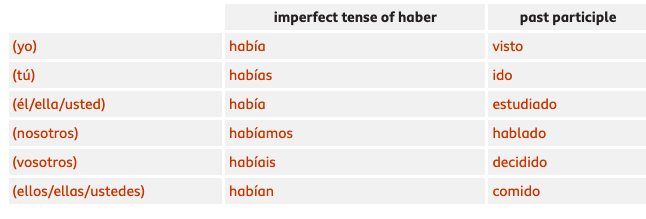 imperfect tense of haber past participle
(yo) había visto
(tú) habías ido
(él/ella/usted) había estudiado
(nosotros) habíamos hablado
(vosotros) habíais decidido
(ellos/ellas/ustedes) habían comido